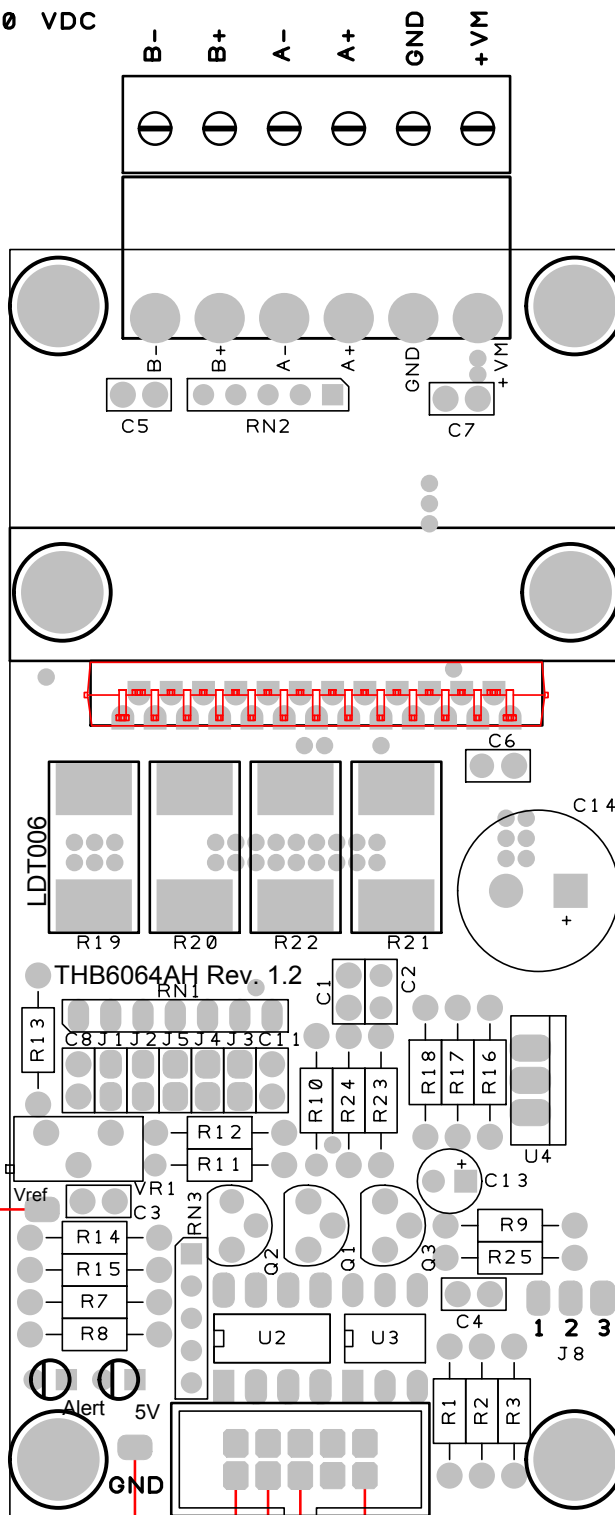 0 VDC
B- B+ A- A+ GND +VM
B- B+ A- A+ GND +VM
C5 RN2 C7
C6
C14
+
LDT006
R19 R20 R22 R21
THB6064AH Rev. 1.2
RN1
C1 C2
R13
C8 J1 J2 J5 J4 J3 C11
R10 R24 R23
R18 R17 R16
R12
R11
U4
VR1
Vref
C3
RN3
+
C13
R14
R9
R15
R25
Q2 Q1 Q3
R7
C4
R8
U2 U3
1 2 3
J8
Alert 5V
R1 R2 R3
GND